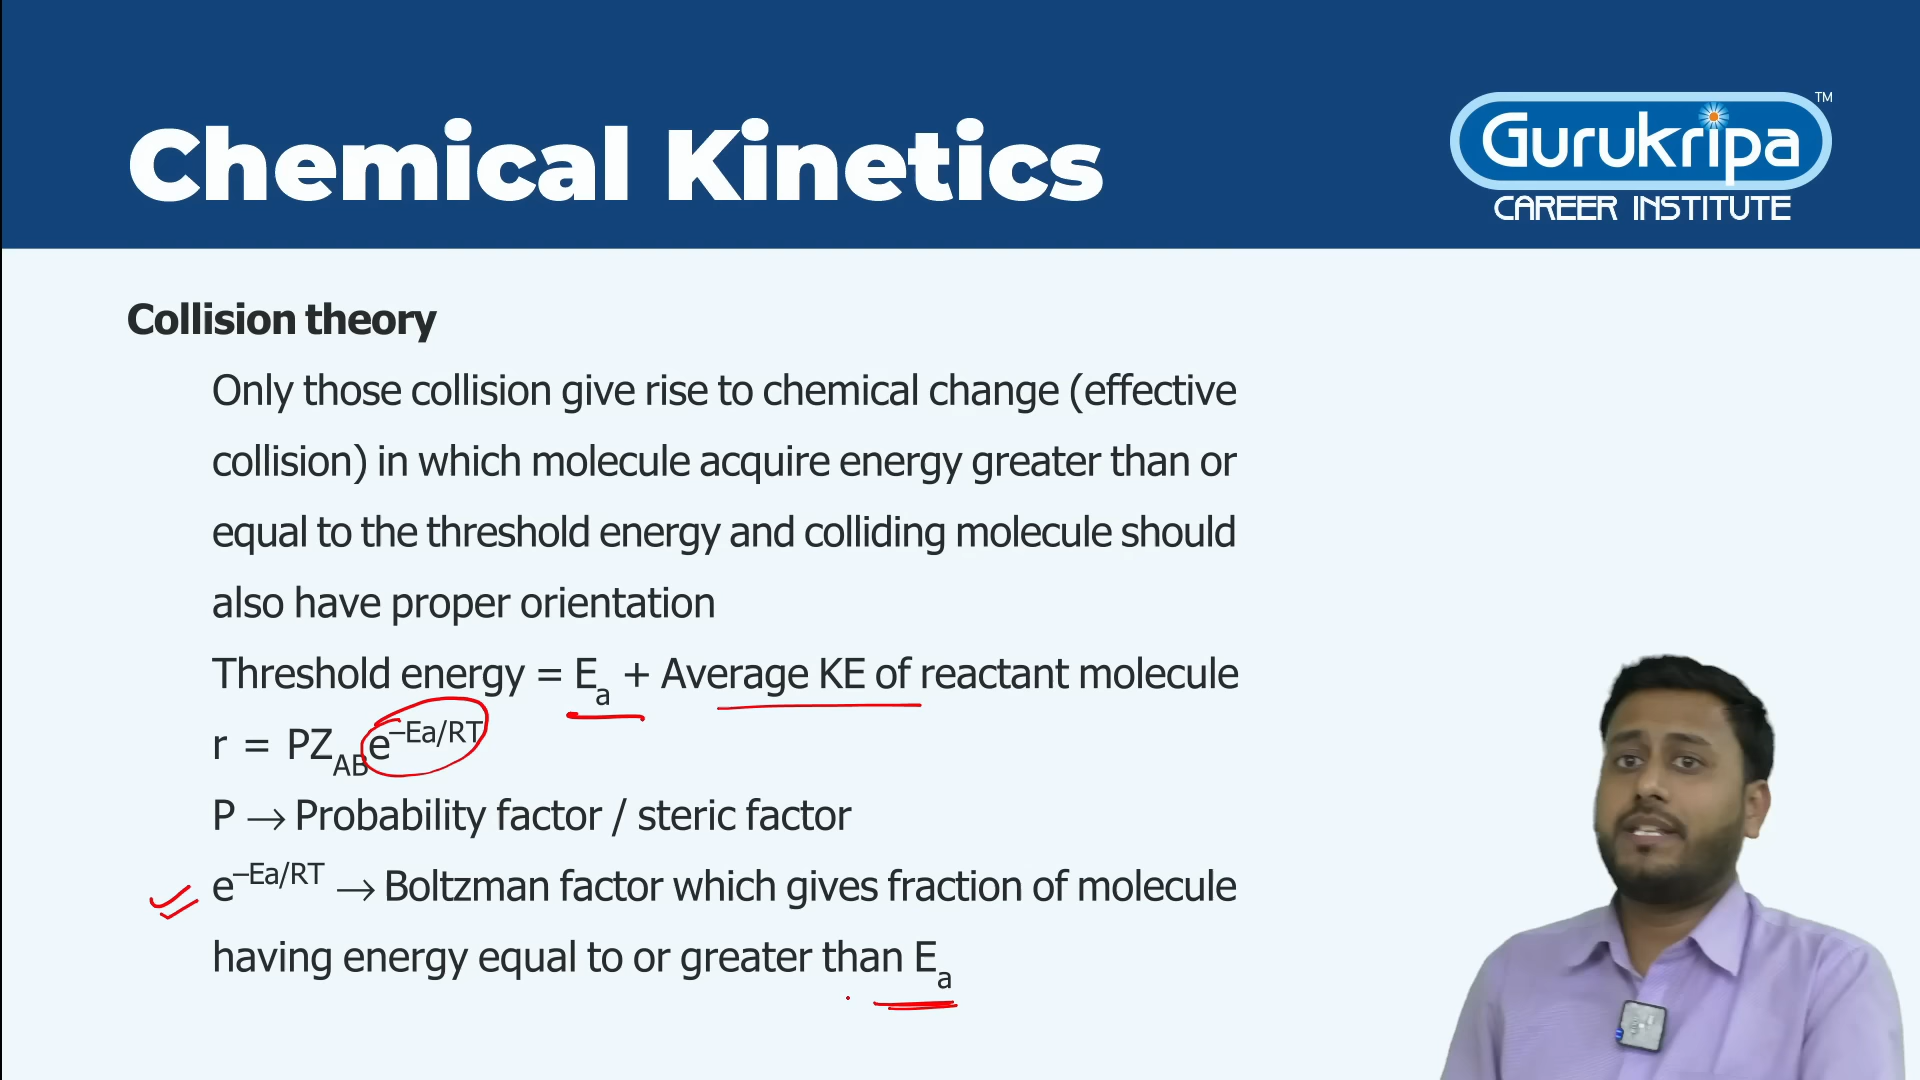 Chemical Kinetics
Gurukripa TM
CAREER INSTITUTE
Collision theory
Only those collision give rise to chemical change (effective
collision) in which molecule acquire energy greater than or
equal to the threshold energy and colliding molecule should
also have proper orientation
Threshold energy = Ea + Average KE of reactant molecule
r = PZABe–Ea/RT
P → Probability factor / steric factor
e–Ea/RT → Boltzman factor which gives fraction of molecule
having energy equal to or greater than Ea